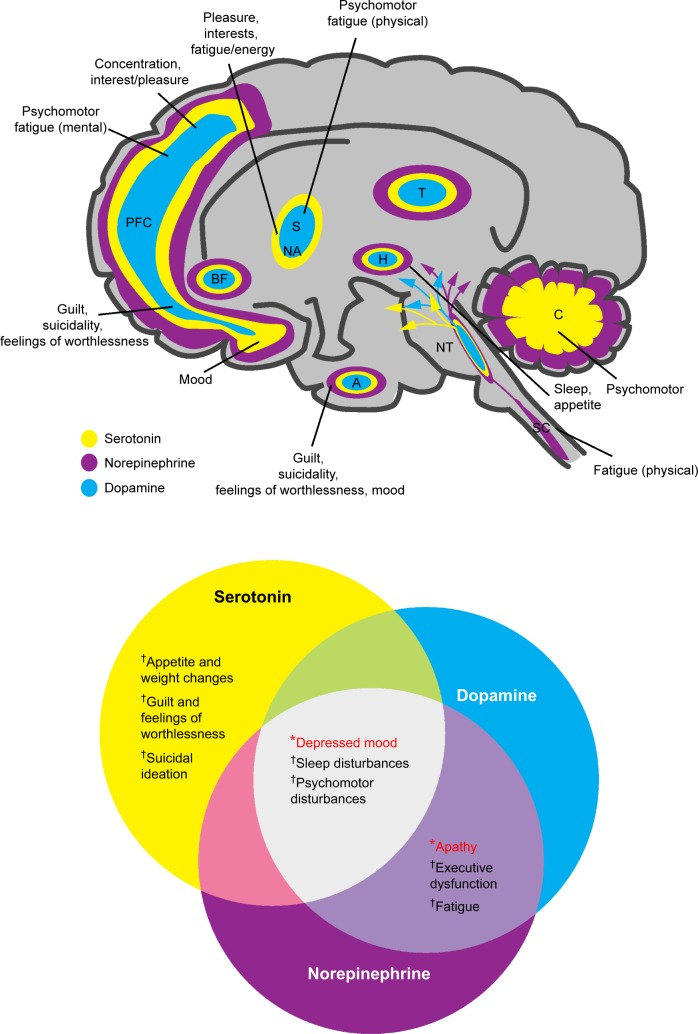 Psychomotor
fatigue (physical)
Pleasure,
interests,
fatigue/energy
Concentration,
interest/pleasure
Psychomotor
fatigue (mental)
PFC
T
S
NA
H
BF
C
Guilt,
suicidality,
feelings of worthlessness
NT
Mood
A
Sleep,
appetite
Psychomotor
SC
Fatigue (physical)
Guilt,
suicidality,
feelings of worthlessness, mood
Serotonin
Norepinephrine
Dopamine
Serotonin
†Appetite and
weight changes
†Guilt and
feelings of
worthlessness
†Suicidal
ideation
Dopamine
*Depressed mood
†Sleep disturbances
†Psychomotor
disturbances
*Apathy
†Executive
dysfunction
†Fatigue
Norepinephrine